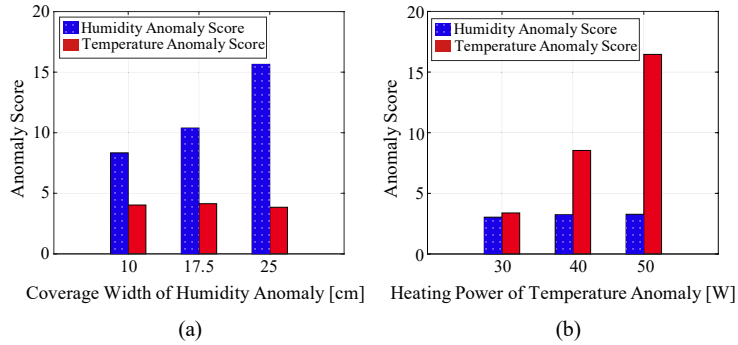 20
15
10
5
0
Anomaly Score
Humidity Anomaly Score
Temperature Anomaly Score
10 17.5 25
Coverage Width of Humidity Anomaly [cm]
(a)
20
15
10
5
0
Anomaly Score
Humidity Anomaly Score
Temperature Anomaly Score
30 40 50
Heating Power of Temperature Anomaly [W]
(b)